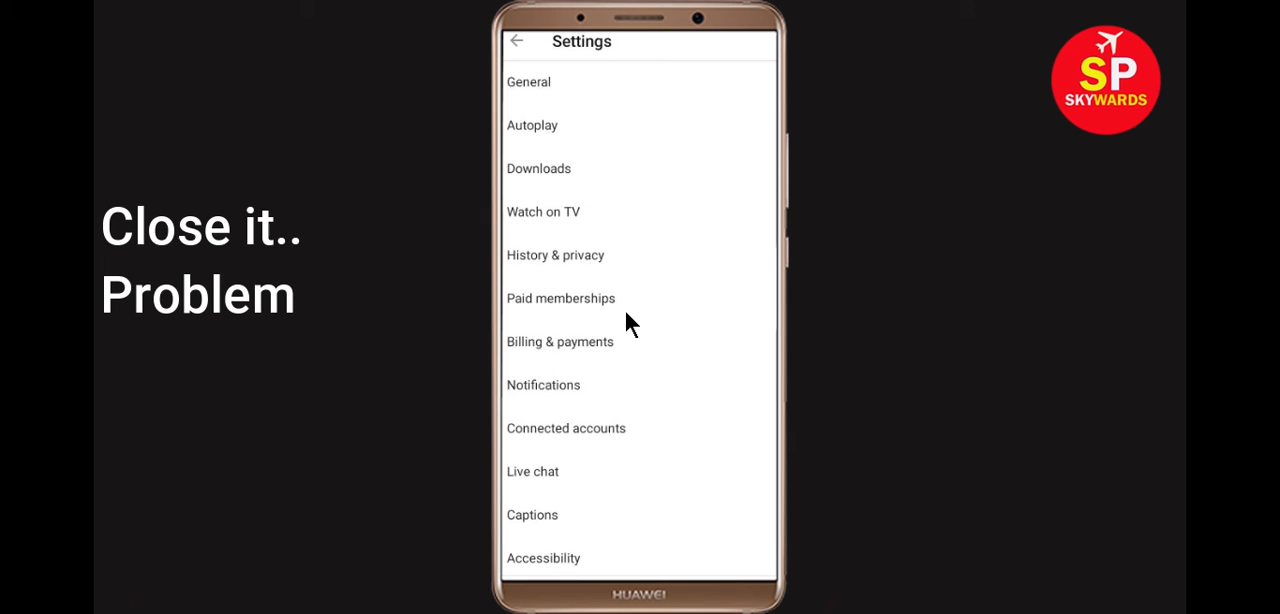 Settings
General
Autoplay
Downloads
Watch on TV
History & privacy
Paid memberships
Billing & payments
Notifications
Connected accounts
Live chat
Captions
Accessibility
HUAWEI
Close it..
Problem
SP
SKYWARDS